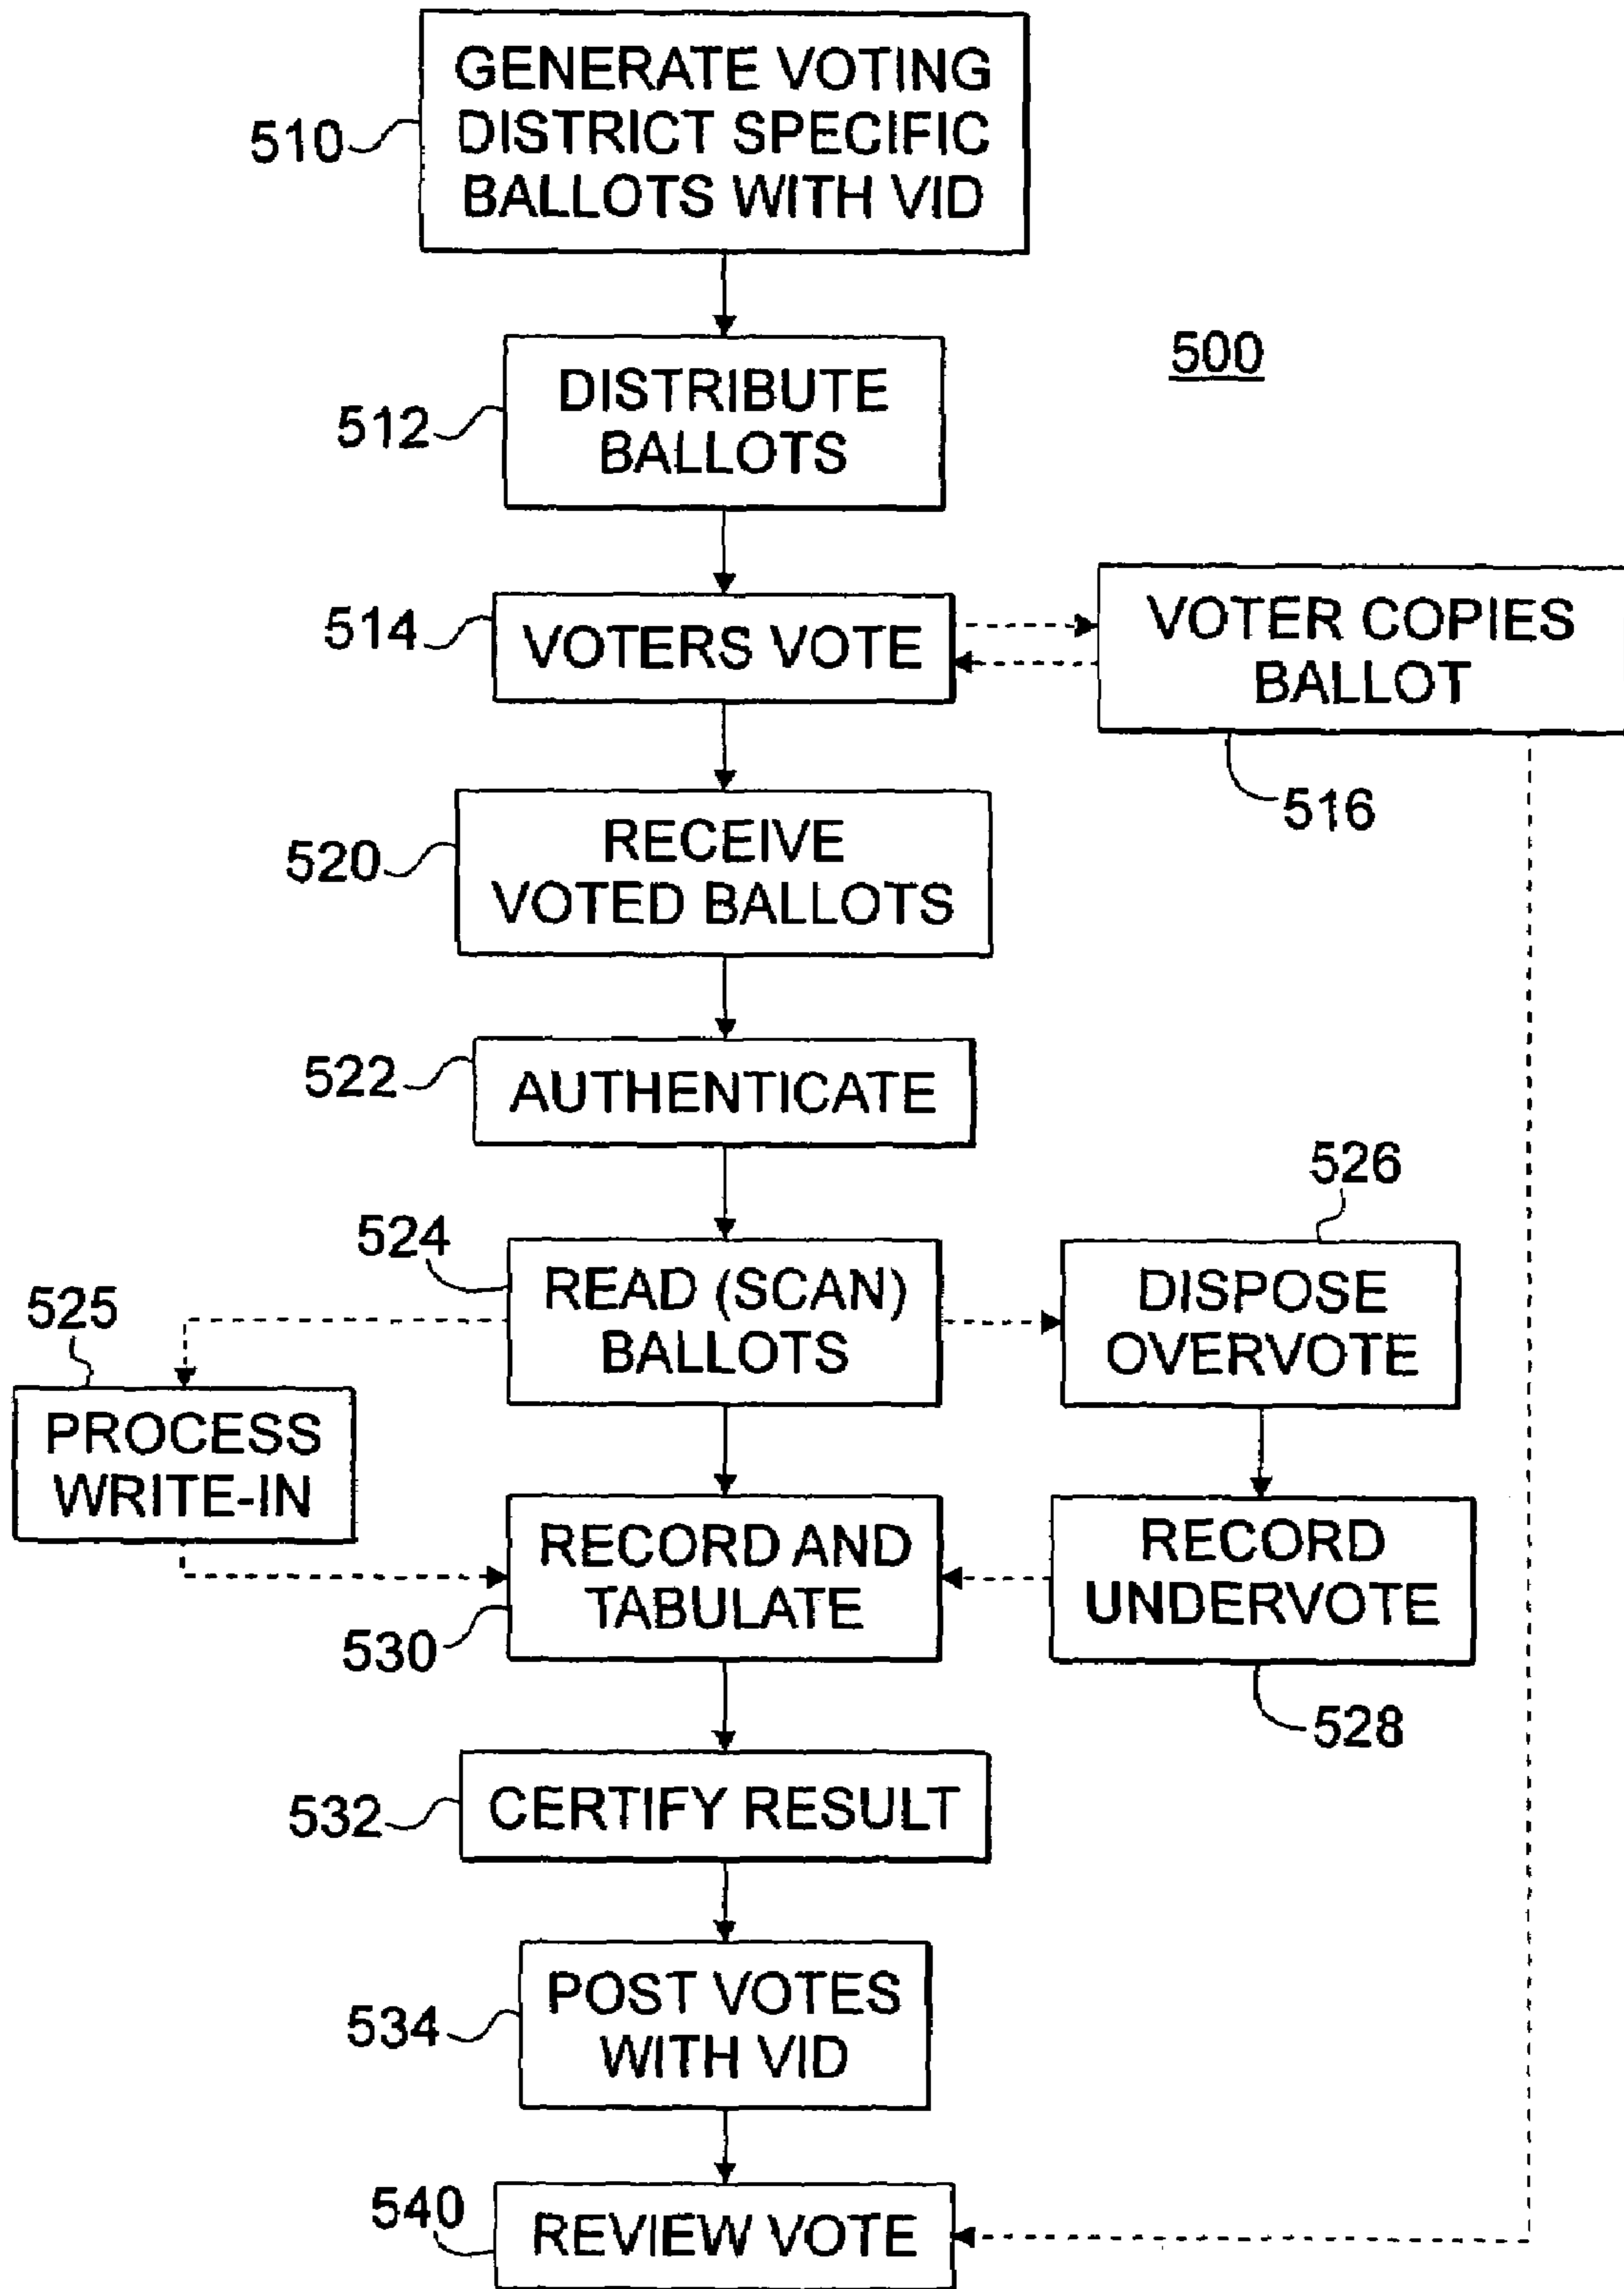 GENERATE VOTING
DISTRICT SPECIFIC
BALLOTS WITH VID
510
500
DISTRIBUTE
BALLOTS
512
514
VOTERS VOTE
VOTER COPIES
BALLOT
516
RECEIVE
VOTED BALLOTS
520
522
AUTHENTICATE
526
524
READ (SCAN)
BALLOTS
DISPOSE
OVERVOTE
525
PROCESS
WRITE-IN
RECORD AND
TABULATE
530
RECORD
UNDERVOTE
528
532
CERTIFY RESULT
POST VOTES
WITH VID
534
540
REVIEW VOTE